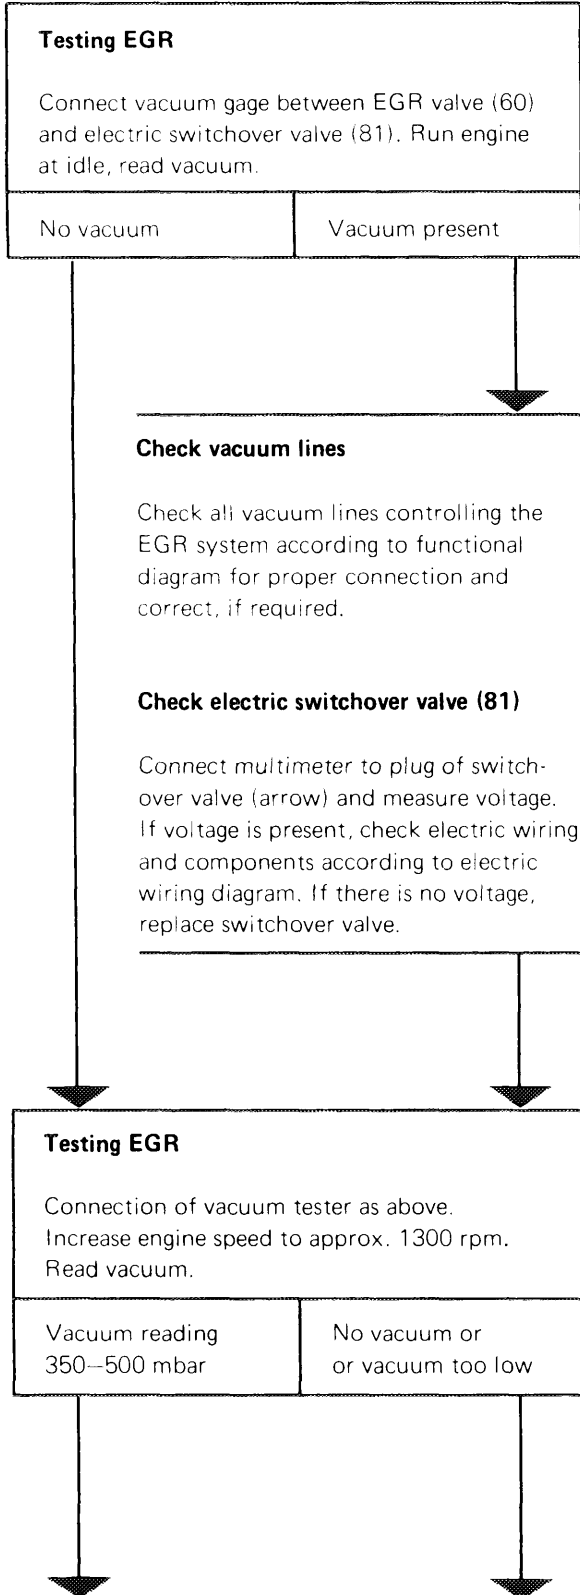 Testing EGR
Connect vacuum gage between EGR valve (60)
and electric switchover valve (81). Run engine
at idle, read vacuum.
No vacuum
Vacuum present
Check vacuum lines
Check all vacuum lines controlling the
EGR system according to functional
diagram for proper connection and
correct, if required.
Check electric switchover valve (81)
Connect multimeter to plug of switch-
over valve (arrow) and measure voltage.
If voltage is present, check electric wiring
and components according to electric
wiring diagram. If there is no voltage,
replace switchover valve.
Testing EGR
Connection of vacuum tester as above.
Increase engine speed to approx. 1300 rpm.
Read vacuum.
Vacuum reading
350—500 mbar
No vacuum or
or vacuum too low